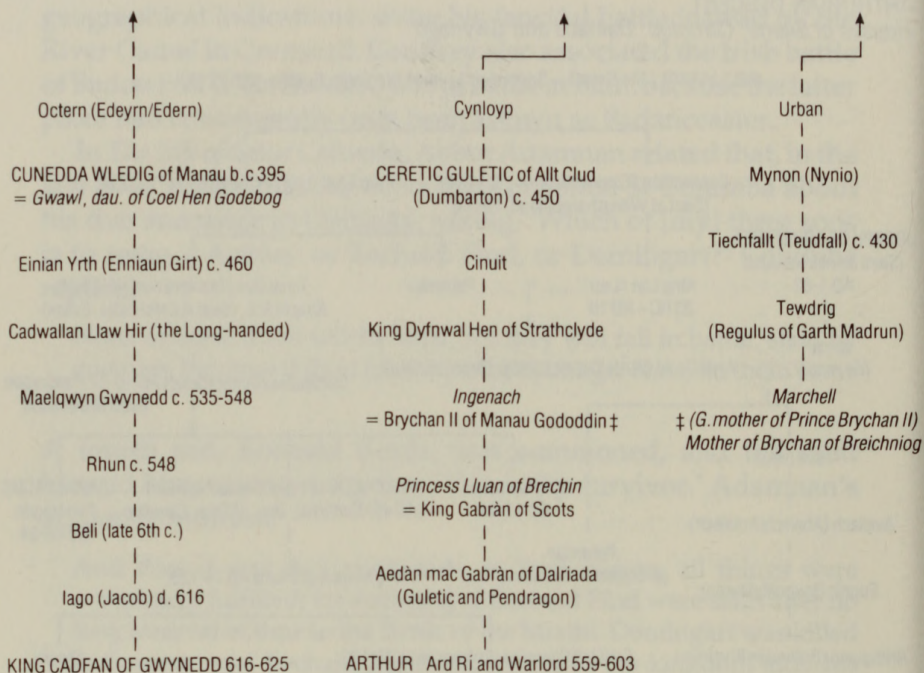 Octern (Edeyrn/Edern)
CUNEDDA WLEDIG of Manau b.c 395
= Gwawl, dau. of Coel Hen Godebog
Einian Yrth (Enniaun Girt) c. 460
Cadwallan Llaw Hir (the Long-handed)
Maelqwyn Gwynedd c. 535-548
Rhun c. 548
Beli (late 6th c.)
Iago (Jacob) d. 616
KING CADFAN OF GWYNEDD 616-625
Cynloyp
CERETIC GULETIC of Allt Clud
(Dumbarton) c. 450
Cinuit
King Dyfnwal Hen of Strathclyde
Ingenach
= Brychan II of Manau Gododdin ‡
Princess Lluan of Brechin
= King Gabràn of Scots
Aedàn mac Gabràn of Dalriada
(Guletic and Pendragon)
ARTHUR Ard Rí and Warlord 559-603
Urban
Mynon (Nynio)
Tiechfallt (Teudfall) c. 430
Tewdrig
(Regulus of Garth Madrun)
Marchell
‡ (G.mother of Prince Brychan II)
Mother of Brychan of Breichniog